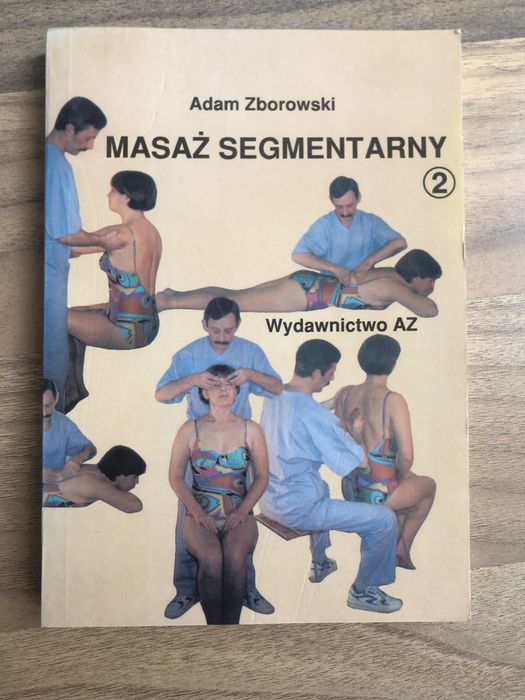 Adam Zborowski
MASAŻ SEGMENTARNY
2
Wydawnictwo AZ